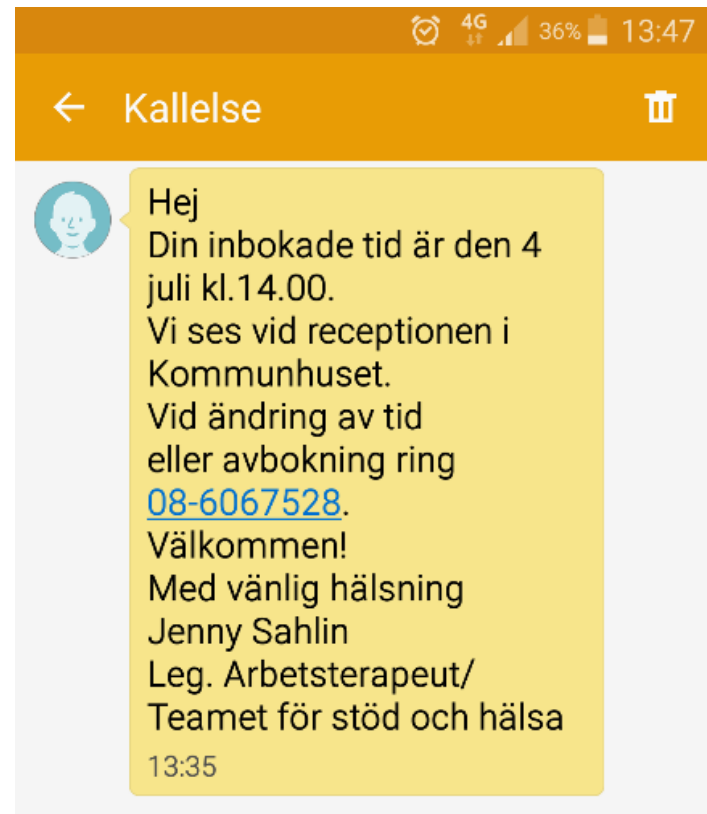 4G 36% 13:47
Kallelse
Hej
Din inbokade tid är den 4
juli kl.14.00.
Vi ses vid receptionen i
Kommunhuset.
Vid ändring av tid
eller avbokning ring
08-6067528.
Välkommen!
Med vänlig hälsning
Jenny Sahlin
Leg. Arbetsterapeut/
Teamet för stöd och hälsa
13:35